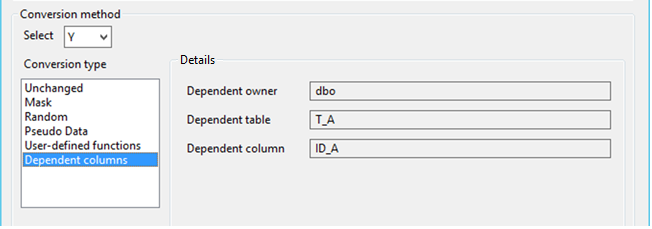 Conversion method
Select Y
Conversion type
Unchanged
Mask
Random
Pseudo Data
User-defined functions
Dependent columns
Details
Dependent owner dbo
Dependent table T_A
Dependent column ID_A